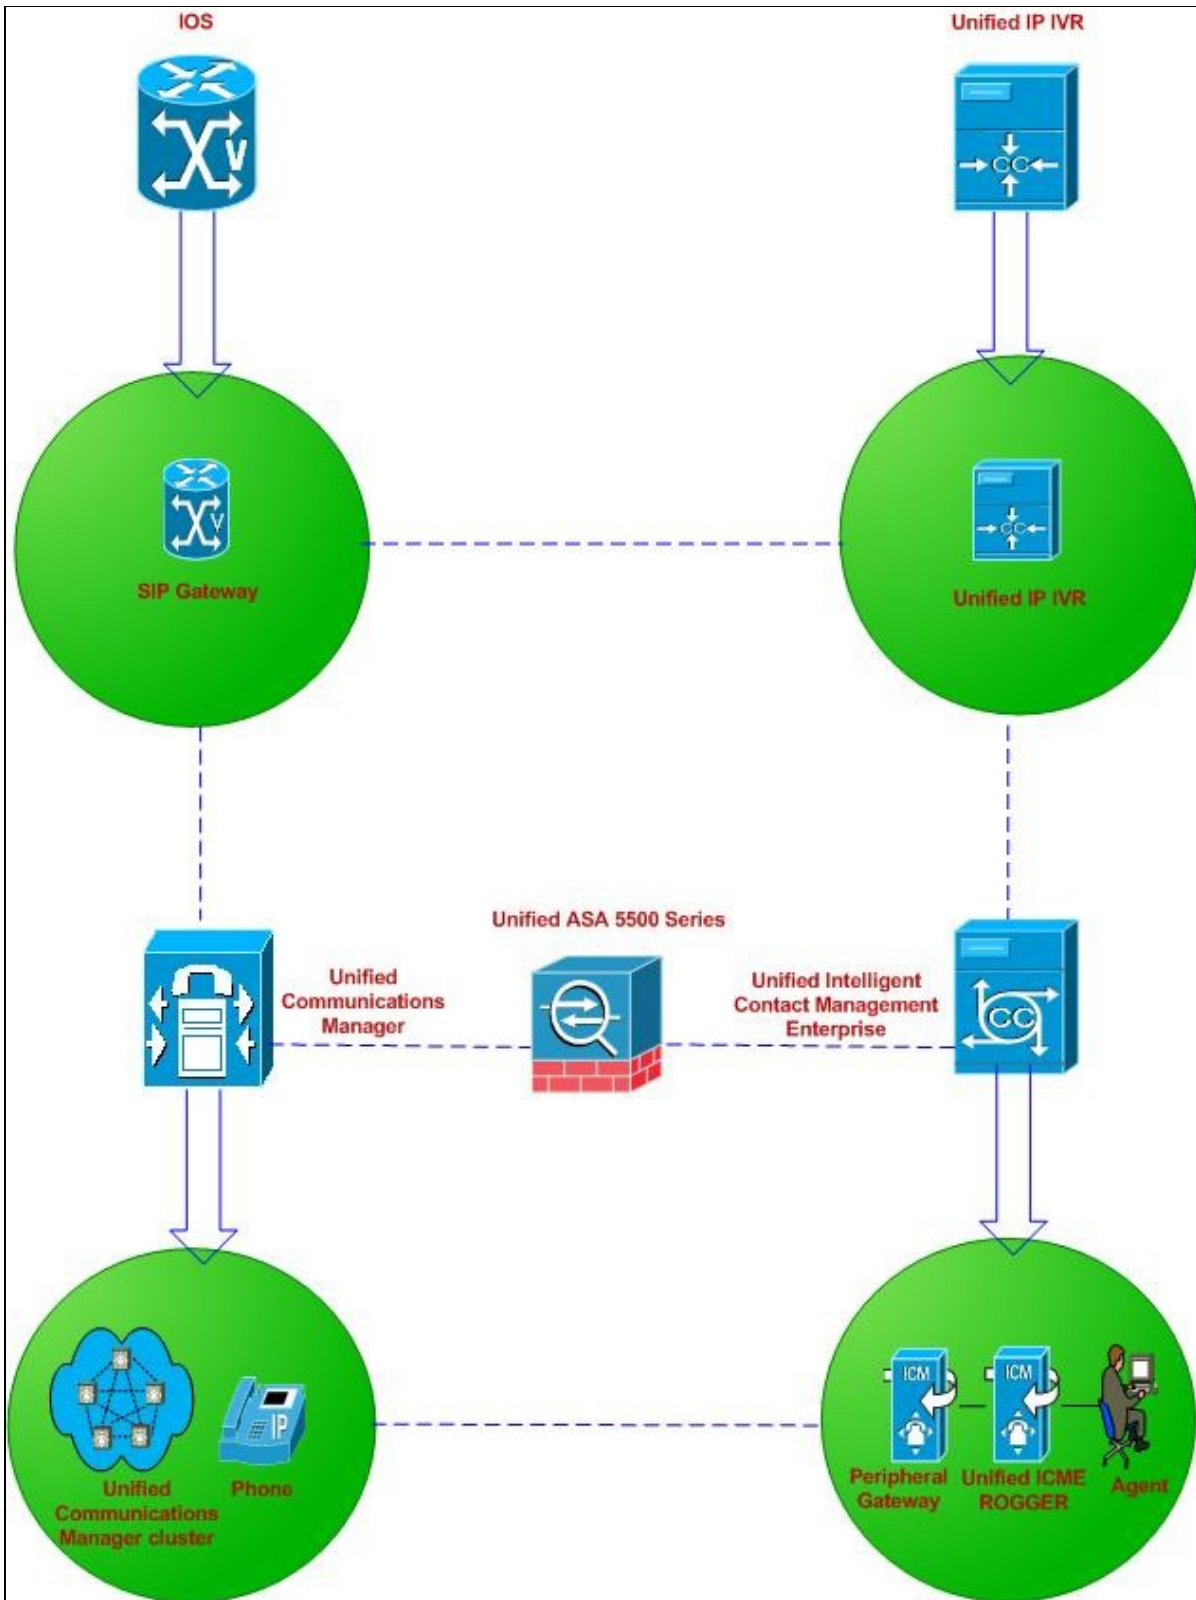 IOS
Unified IP IVR
V
CC
V
CC
SIP Gateway
Unified IP IVR
Unified ASA 5500 Series
Unified
Communications
Manager
Unified Intelligent
Contact Management
Enterprise
CC
IP
ICM
ICM
Unified
Communications
Manager cluster
Phone
Peripheral
Gateway
Unified ICME
ROGGER
Agent